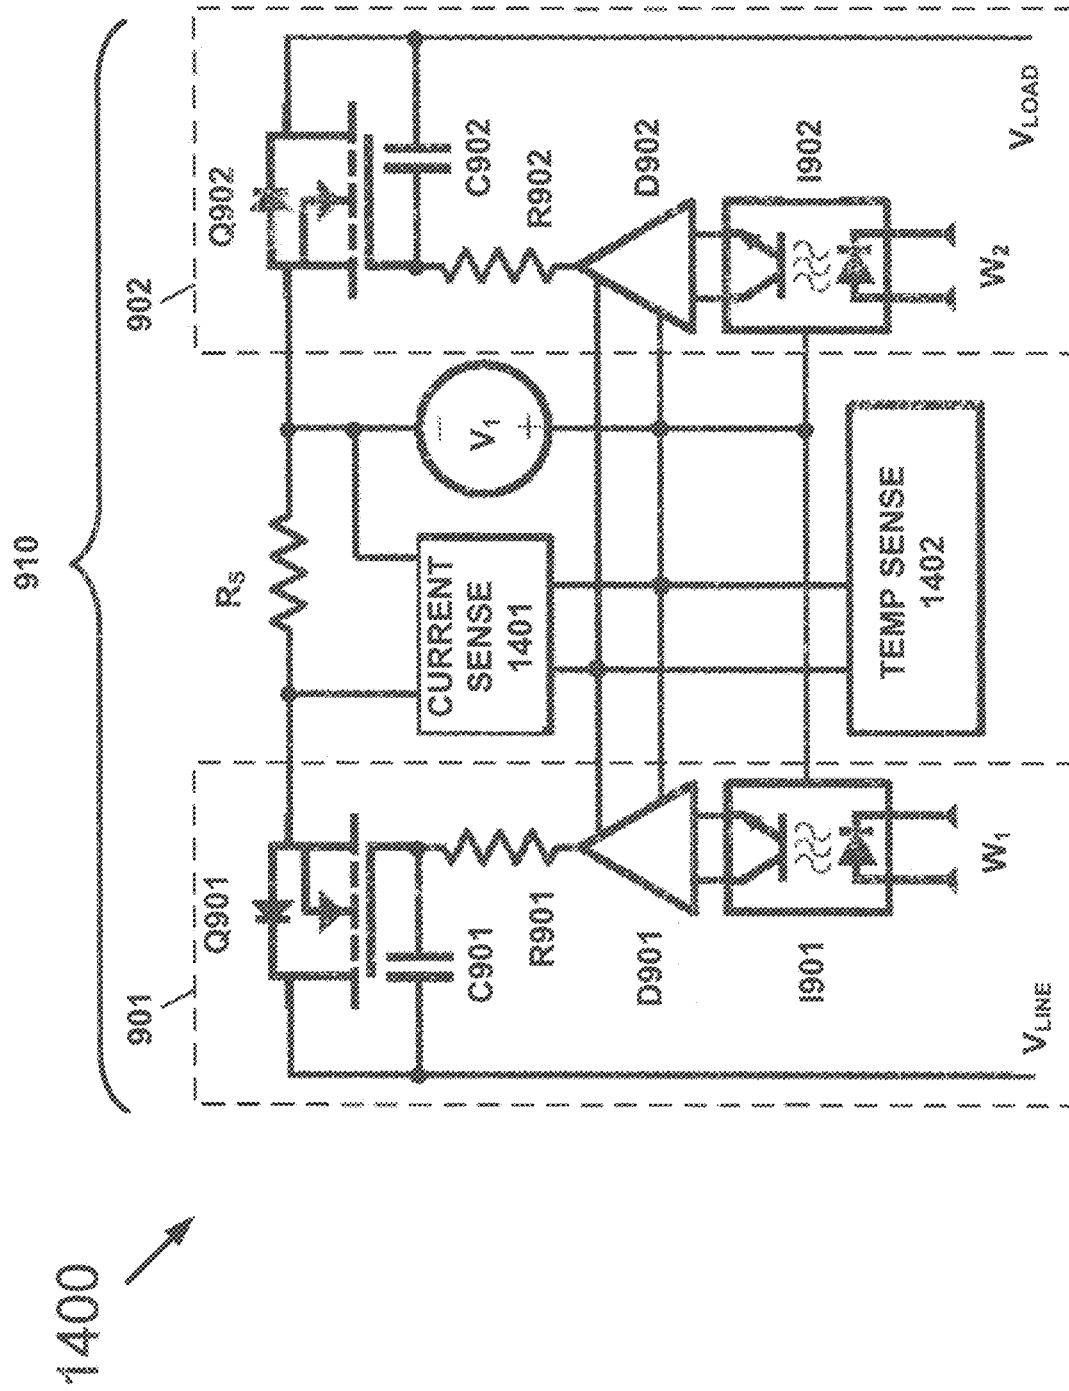 1400
910
901
902
Q901
Q902
RS
C901
C902
R901
R902
CURRENT
SENSE
1401
−
V1
+
D901
D902
I901
I902
TEMP SENSE
1402
W1
W2
VLINE
VLOAD